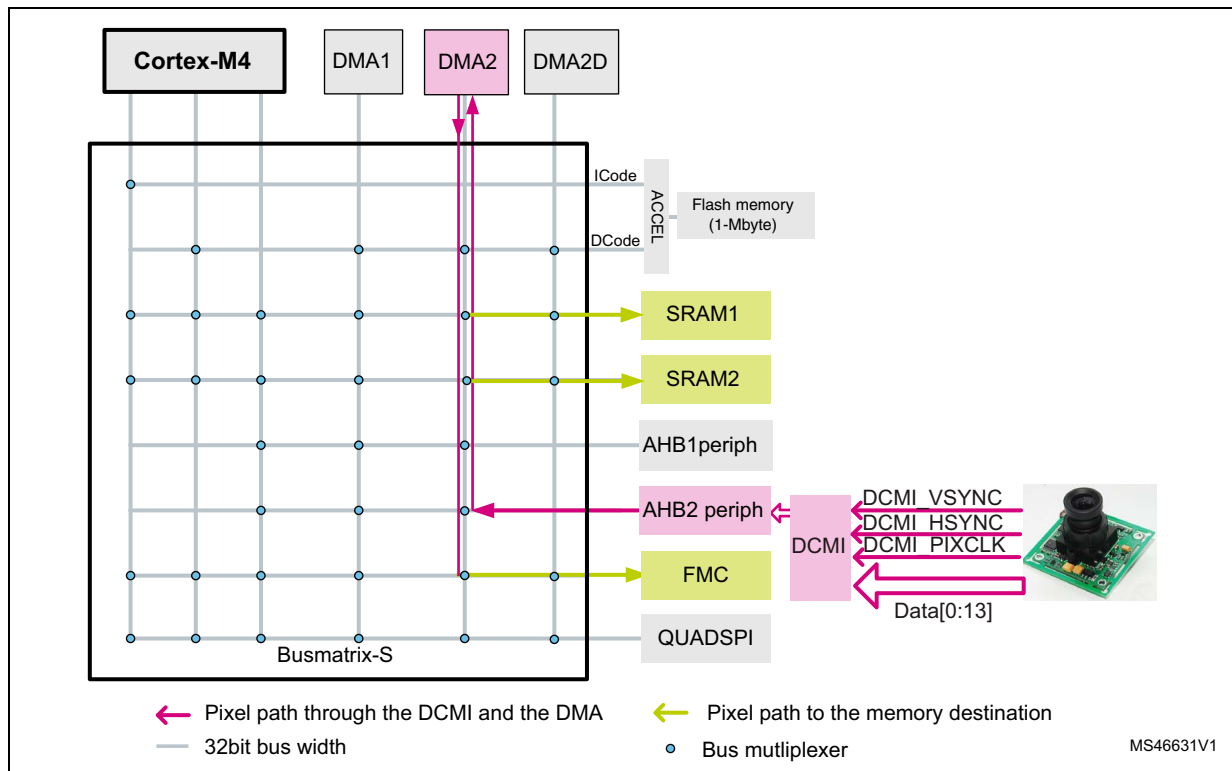 Cortex-M4
DMA1
DMA2
DMA2D
ICode
ACCEL
Flash memory
(1-Mbyte)
DCode
SRAM1
SRAM2
AHB1periph
AHB2 periph
DCMI
DCMI_VSYNC
DCMI_HSYNC
DCMI_PIXCLK
Data[0:13]
FMC
QUADSPI
Busmatrix-S
Pixel path through the DCMI and the DMA
Pixel path to the memory destination
32bit bus width
Bus mutliplexer
MS46631V1